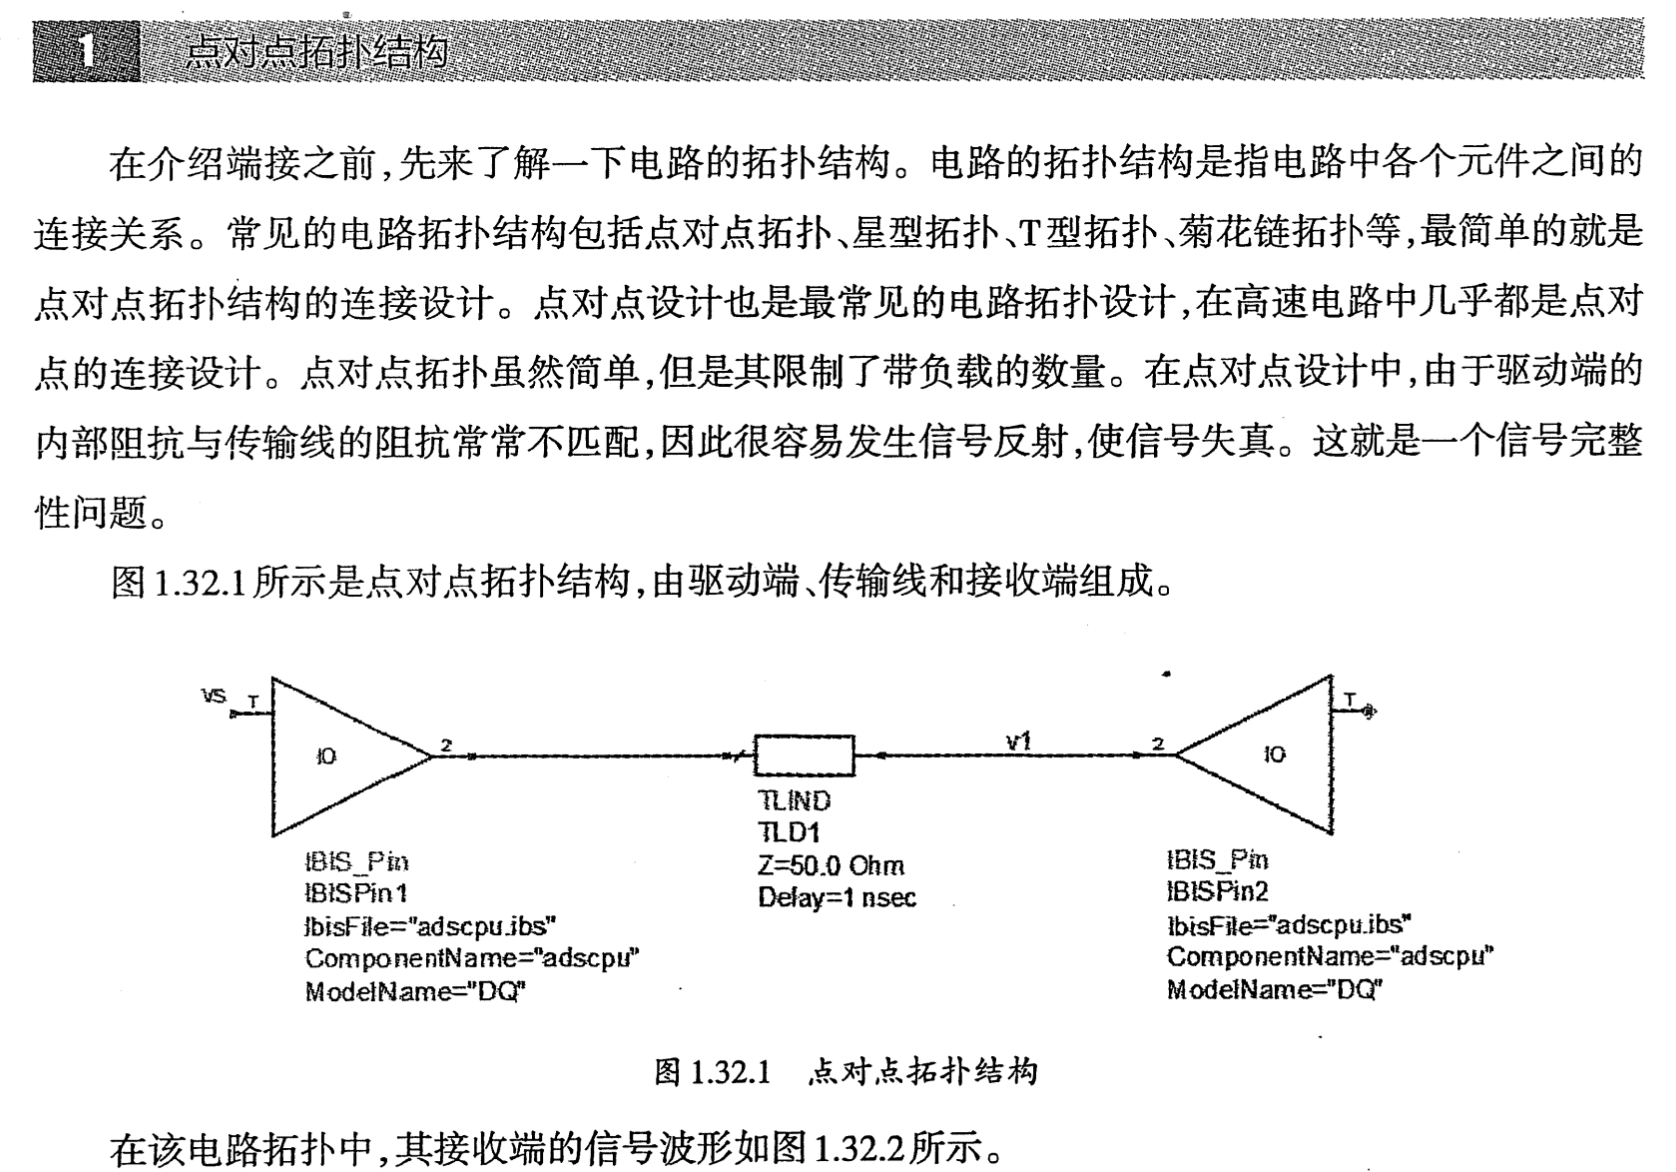 1 点对点拓扑结构
在介绍端接之前,先来了解一下电路的拓扑结构。电路的拓扑结构是指电路中各个元件之间的
连接关系。常见的电路拓扑结构包括点对点拓扑、星型拓扑、T型拓扑、菊花链拓扑等,最简单的就是
点对点拓扑结构的连接设计。点对点设计也是最常见的电路拓扑设计,在高速电路中几乎都是点对
点的连接设计。点对点拓扑虽然简单,但是其限制了带负载的数量。在点对点设计中,由于驱动端的
内部阻抗与传输线的阻抗常常不匹配,因此很容易发生信号反射,使信号失真。这就是一个信号完整
性问题。
图1.32.1所示是点对点拓扑结构,由驱动端、传输线和接收端组成。
vs T
IO
2
v1
2
IO
T
IBIS_Pin
IBISPin1
IbisFile="adscpu.ibs"
ComponentName="adscpu"
ModelName="DQ"
TLIND
TLD1
Z=50.0 Ohm
Delay=1 nsec
IBIS_Pin
IBISPin2
IbisFile="adscpu.ibs"
ComponentName="adscpu"
ModelName="DQ"
图1.32.1 点对点拓扑结构
在该电路拓扑中,其接收端的信号波形如图1.32.2所示。